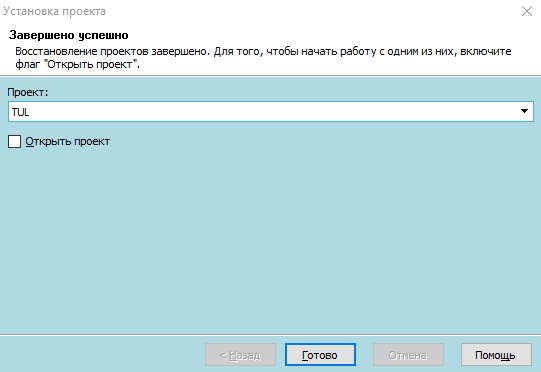 Установка проекта
Завершено успешно
Восстановление проектов завершено. Для того, чтобы начать работу с одним из них, включите
флаг "Открыть проект".
Проект:
TUL
Открыть проект
< Назад
Готово
Отмена
Помощь